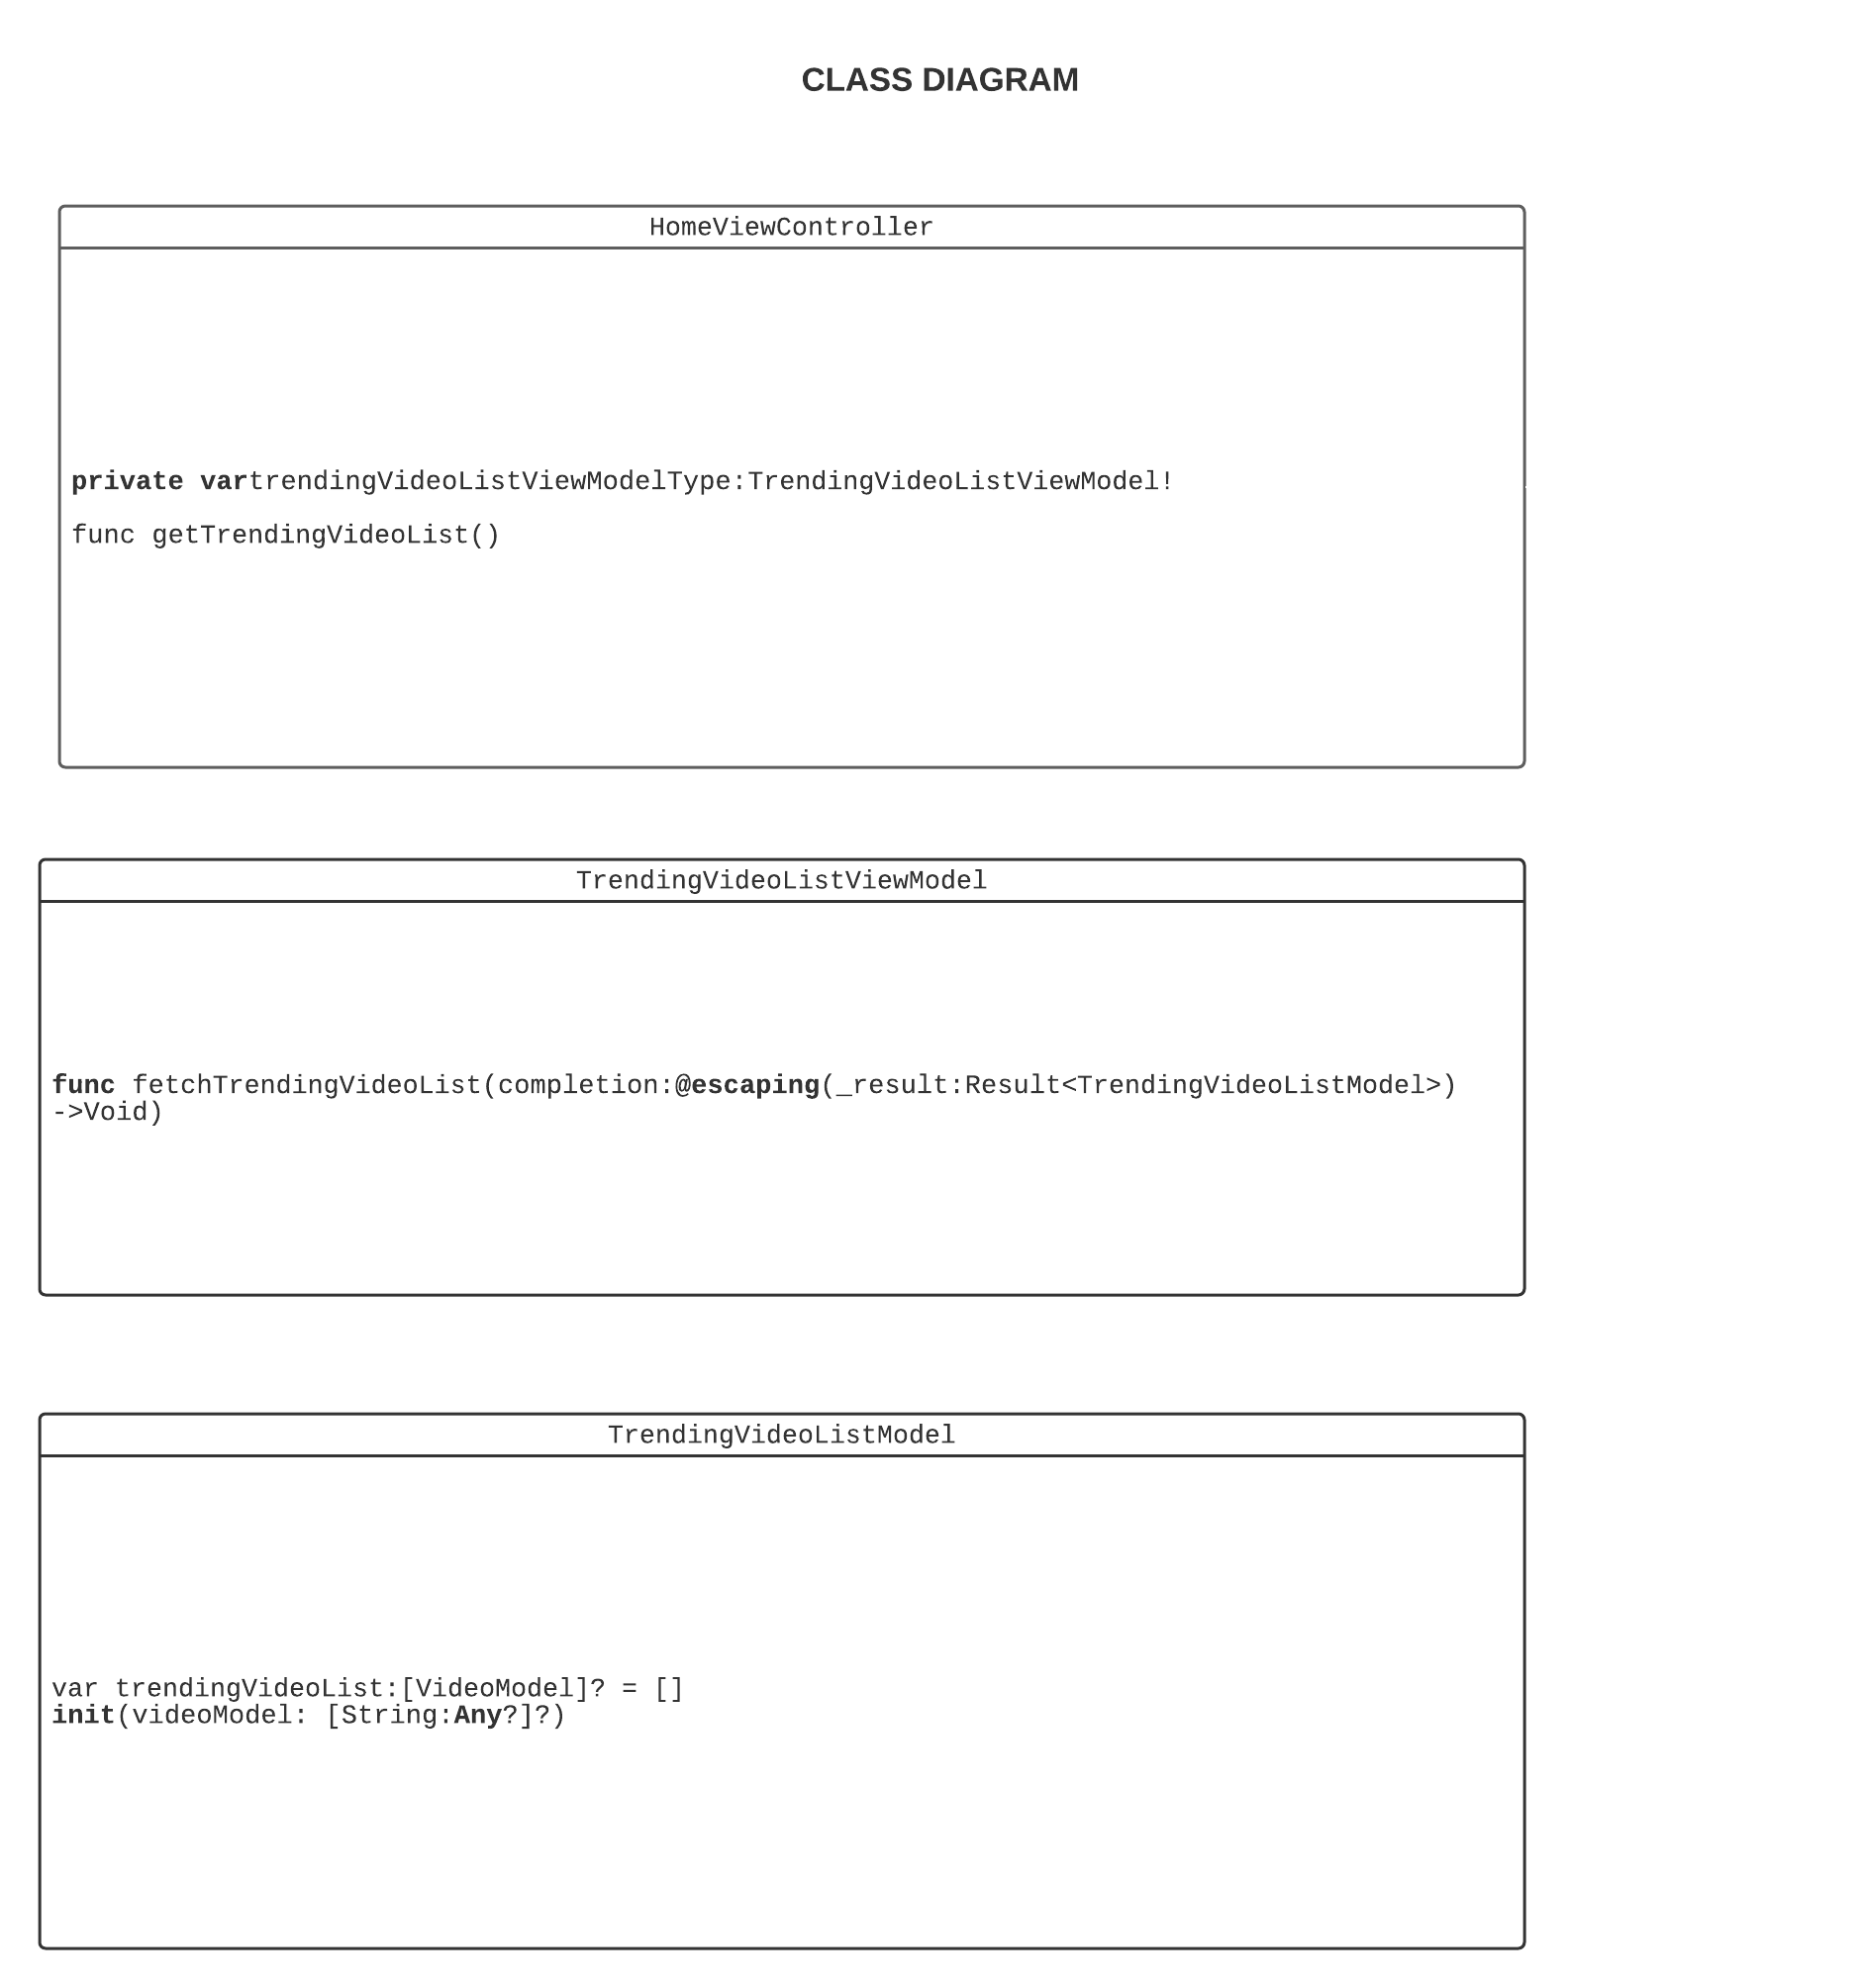 CLASS DIAGRAM
HomeViewController
private vartrendingVideoListViewModelType:TrendingVideoListViewModel!
func getTrendingVideoList()
TrendingVideoListViewModel
func fetchTrendingVideoList(completion:@escaping(_result:Result<TrendingVideoListModel>)
->Void)
TrendingVideoListModel
var trendingVideoList:[VideoModel]? = []
init(videoModel: [String:Any?]?)